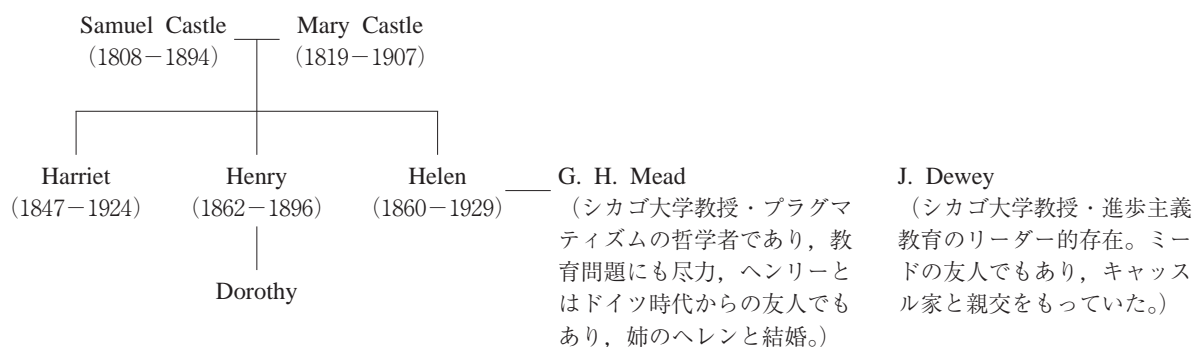 Samuel Castle Mary Castle
(1808－1894) (1819－1907)
Harriet Henry Helen G. H. Mead J. Dewey
(1847－1924) (1862－1896) (1860－1929)
（シカゴ大学教授・プラグマ
ティズムの哲学者であり，教
育問題にも尽力，ヘンリーと
はドイツ時代からの友人でも
あり，姉のヘレンと結婚。）
（シカゴ大学教授・進歩主義
教育のリーダー的存在。ミー
ドの友人でもあり，キャッス
ル家と親交をもっていた。）
Dorothy